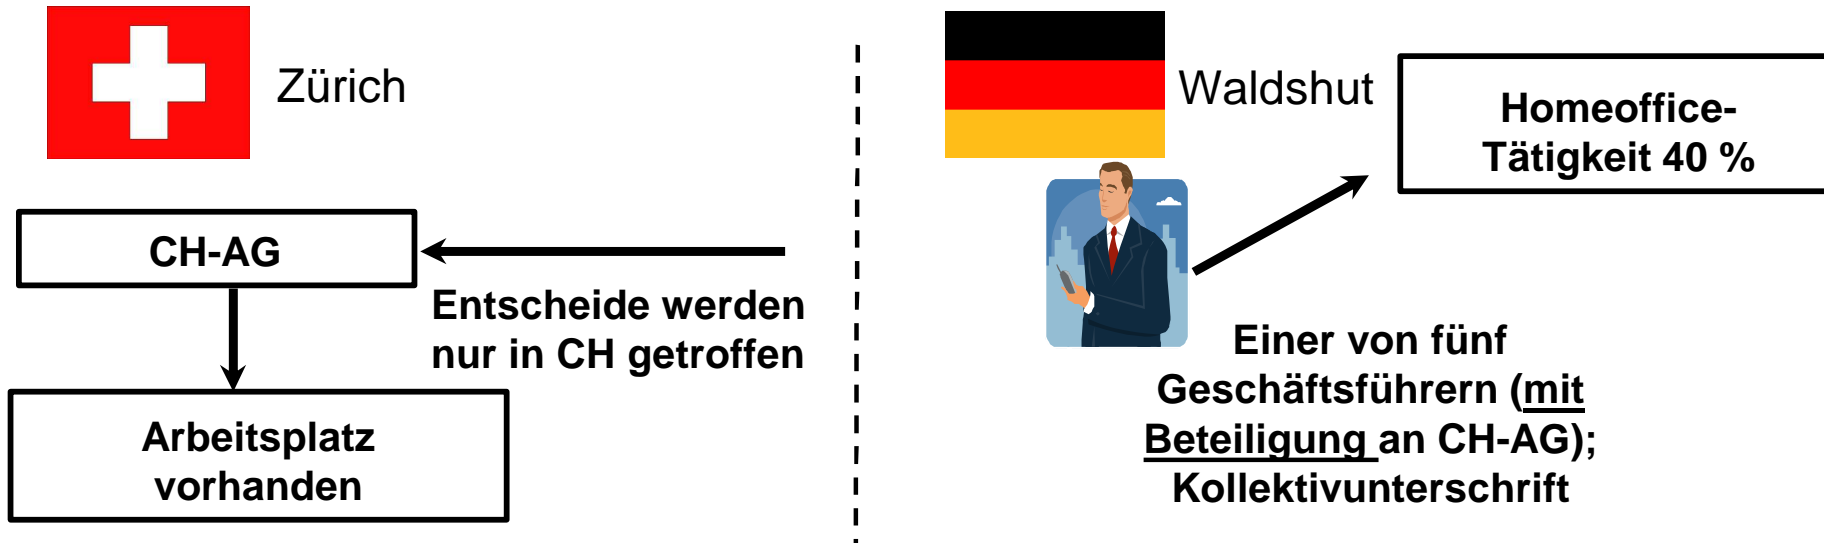 Zürich
CH-AG
Entscheide werden
nur in CH getroffen
Arbeitsplatz
vorhanden
Waldshut
Homeoffice-
Tätigkeit 40 %
Einer von fünf
Geschäftsführern (mit
Beteiligung an CH-AG);
Kollektivunterschrift